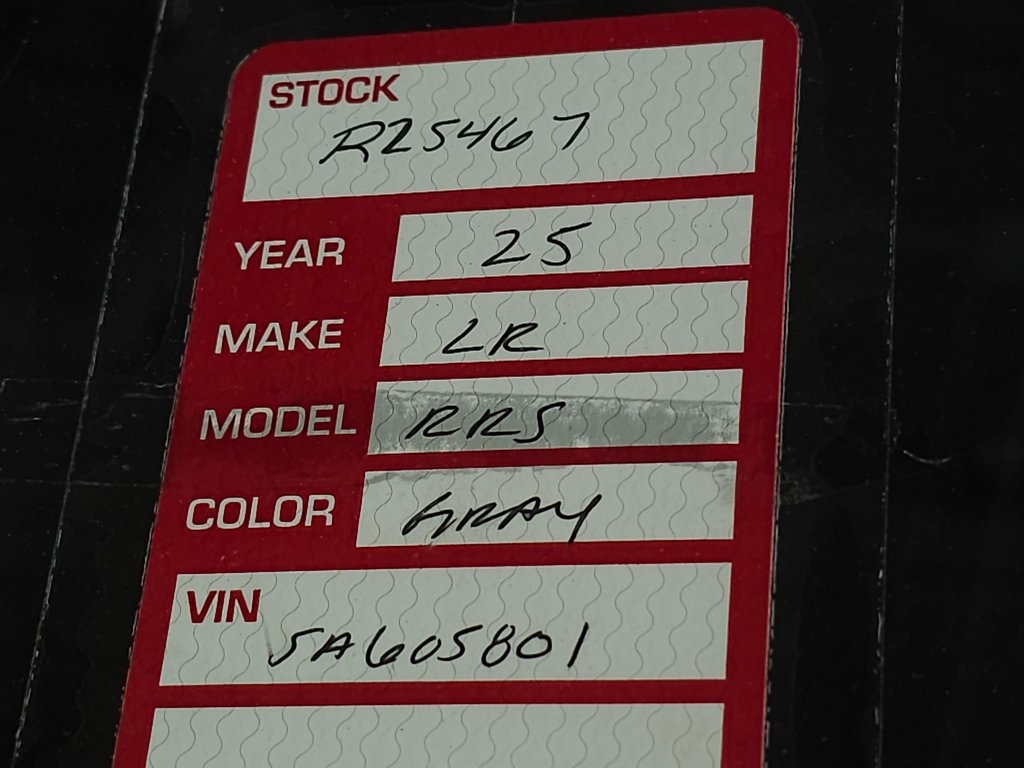 STOCK
R25467
YEAR 25
MAKE LR
MODEL RRS
COLOR GRAY
VIN
SA605801